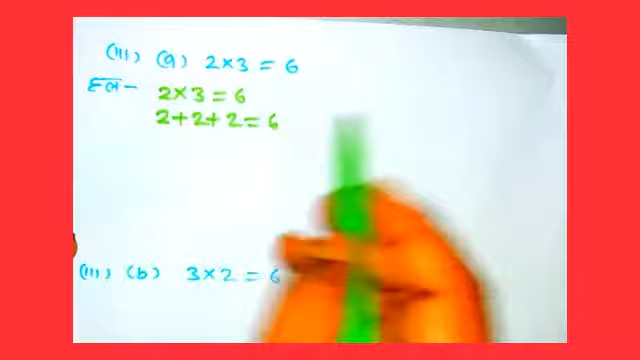 (III) (a) 2×3 = 6
हल-
2×3 = 6
2+2+2 = 6
(III) (b) 3×2 = 6